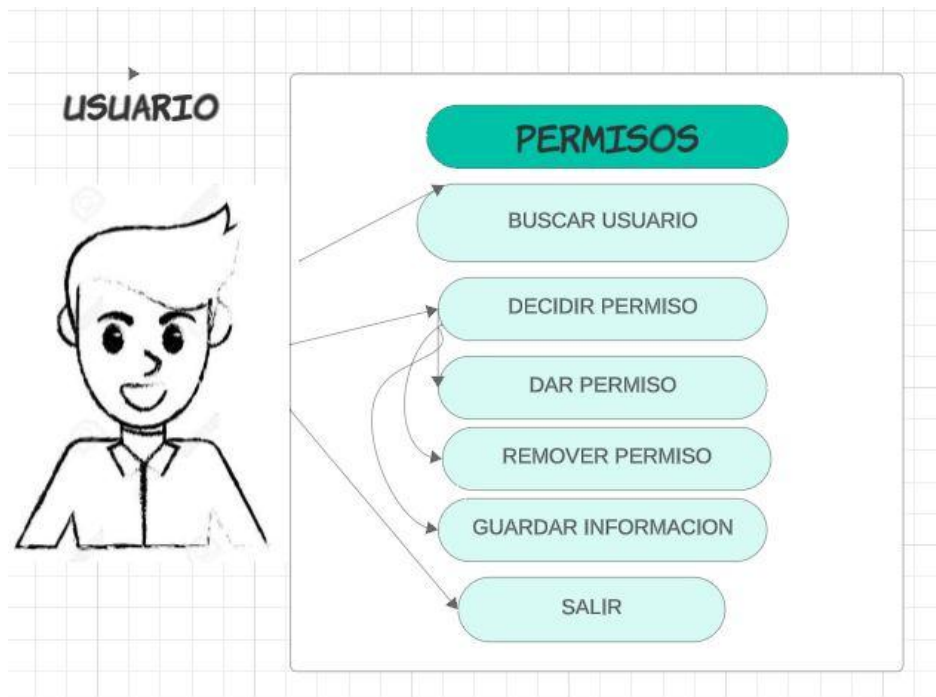 USUARIO
PERMISOS
BUSCAR USUARIO
DECIDIR PERMISO
DAR PERMISO
REMOVER PERMISO
GUARDAR INFORMACION
SALIR